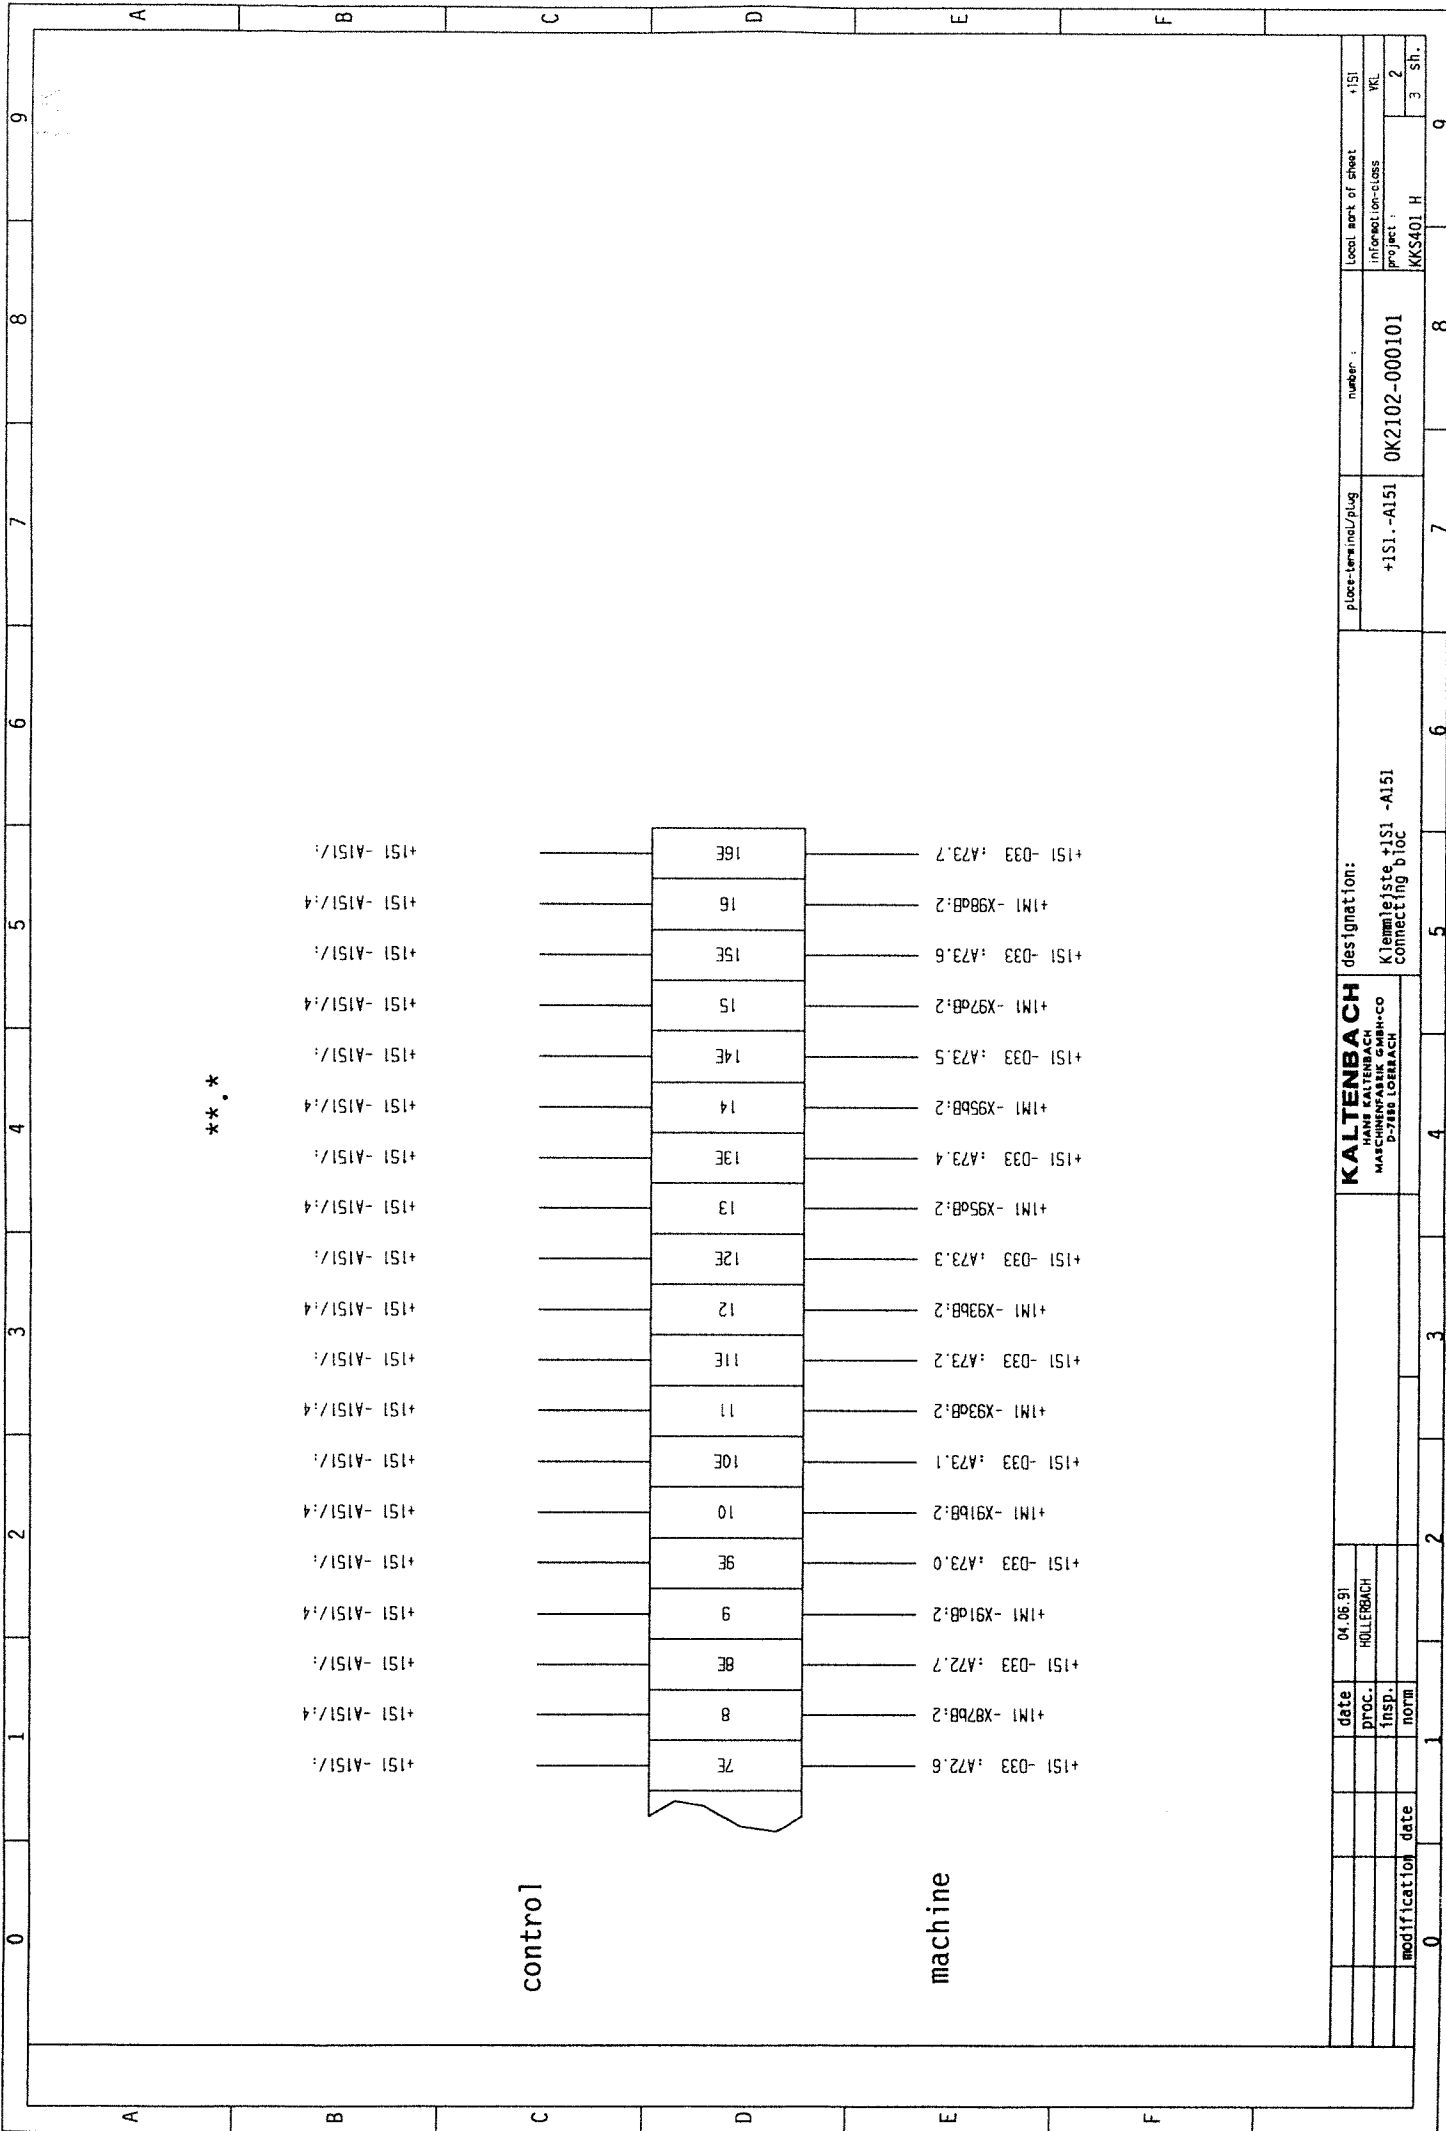 0 1 2 3 4 5 6 7 8 9
A A
B B
C C
D D
E E
F F
**.*
control
+1S1 -A151/:
+1S1 -A151/:4
+1S1 -A151/:
+1S1 -A151/:4
+1S1 -A151/:
+1S1 -A151/:4
+1S1 -A151/:
+1S1 -A151/:4
+1S1 -A151/:
+1S1 -A151/:4
+1S1 -A151/:
+1S1 -A151/:4
+1S1 -A151/:
+1S1 -A151/:4
+1S1 -A151/:
+1S1 -A151/:4
+1S1 -A151/:
+1S1 -A151/:4
+1S1 -A151/:
7E 8 8E 9 9E 10 10E 11 11E 12 12E 13 13E 14 14E 15 15E 16 16E
machine
+1S1 -D33 :A72.6
+1M1 -X87bB:2
+1S1 -D33 :A72.7
+1M1 -X91aB:2
+1S1 -D33 :A73.0
+1M1 -X91bB:2
+1S1 -D33 :A73.1
+1M1 -X93aB:2
+1S1 -D33 :A73.2
+1M1 -X93bB:2
+1S1 -D33 :A73.3
+1M1 -X95aB:2
+1S1 -D33 :A73.4
+1M1 -X95bB:2
+1S1 -D33 :A73.5
+1M1 -X97aB:2
+1S1 -D33 :A73.6
+1M1 -X98aB:2
+1S1 -D33 :A73.7
modification date
date 04.06.91
proc. HOLLERBACH
insp.
norm
KALTENBACH
HANS KALTENBACH
MASCHINENFABRIK GMBH+CO
D-7850 LOERRACH
designation:
Klemmleiste +1S1 -A151
connecting bloc
place-terminal/plug
+1S1.-A151
number :
0K2102-000101
Local mark of sheet +1S1
information-class VKL
project :
KKS401 H
2
3 sh.
0 1 2 3 4 5 6 7 8 9